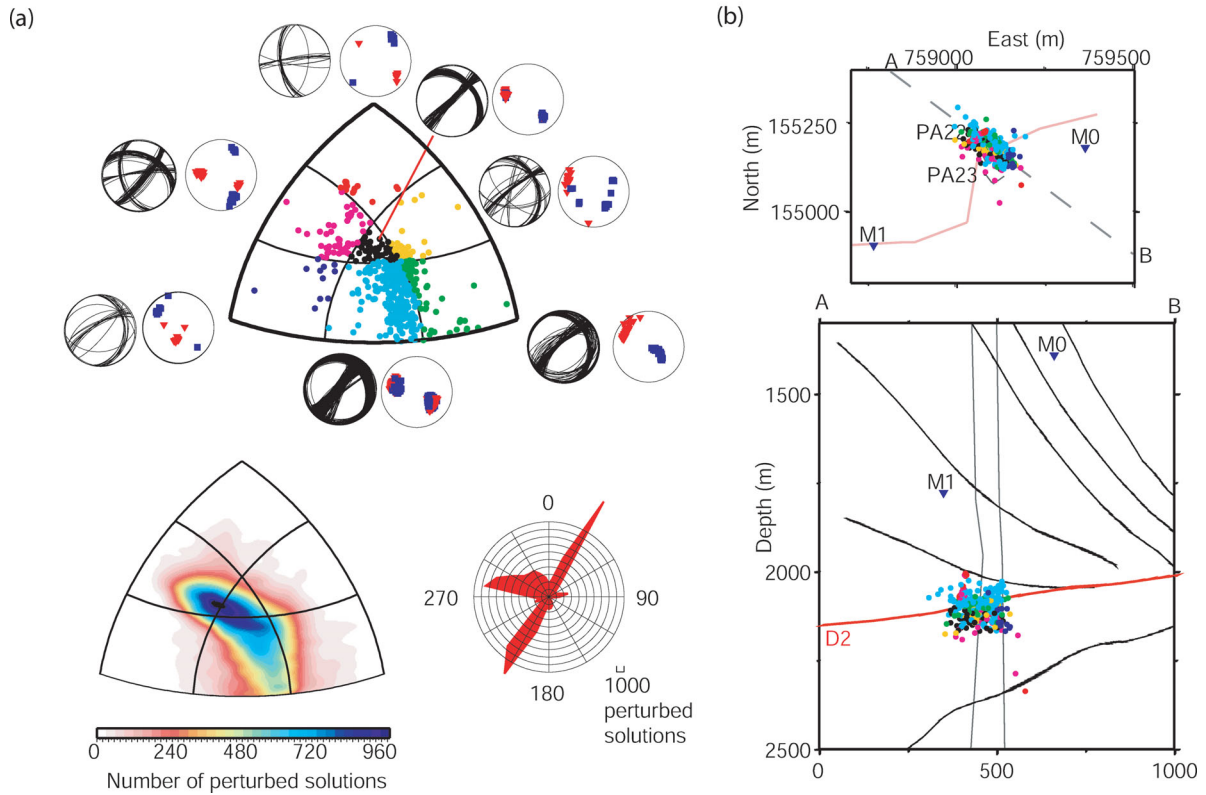 (a)
0
270
90
180
1000
perturbed
solutions
0
240
480
720
960
Number of perturbed solutions
(b)
East (m)
759000
759500
A
155250
155000
North (m)
PA22
PA23
M0
M1
B
A
B
1500
2000
2500
Depth (m)
M0
M1
D2
0
500
1000